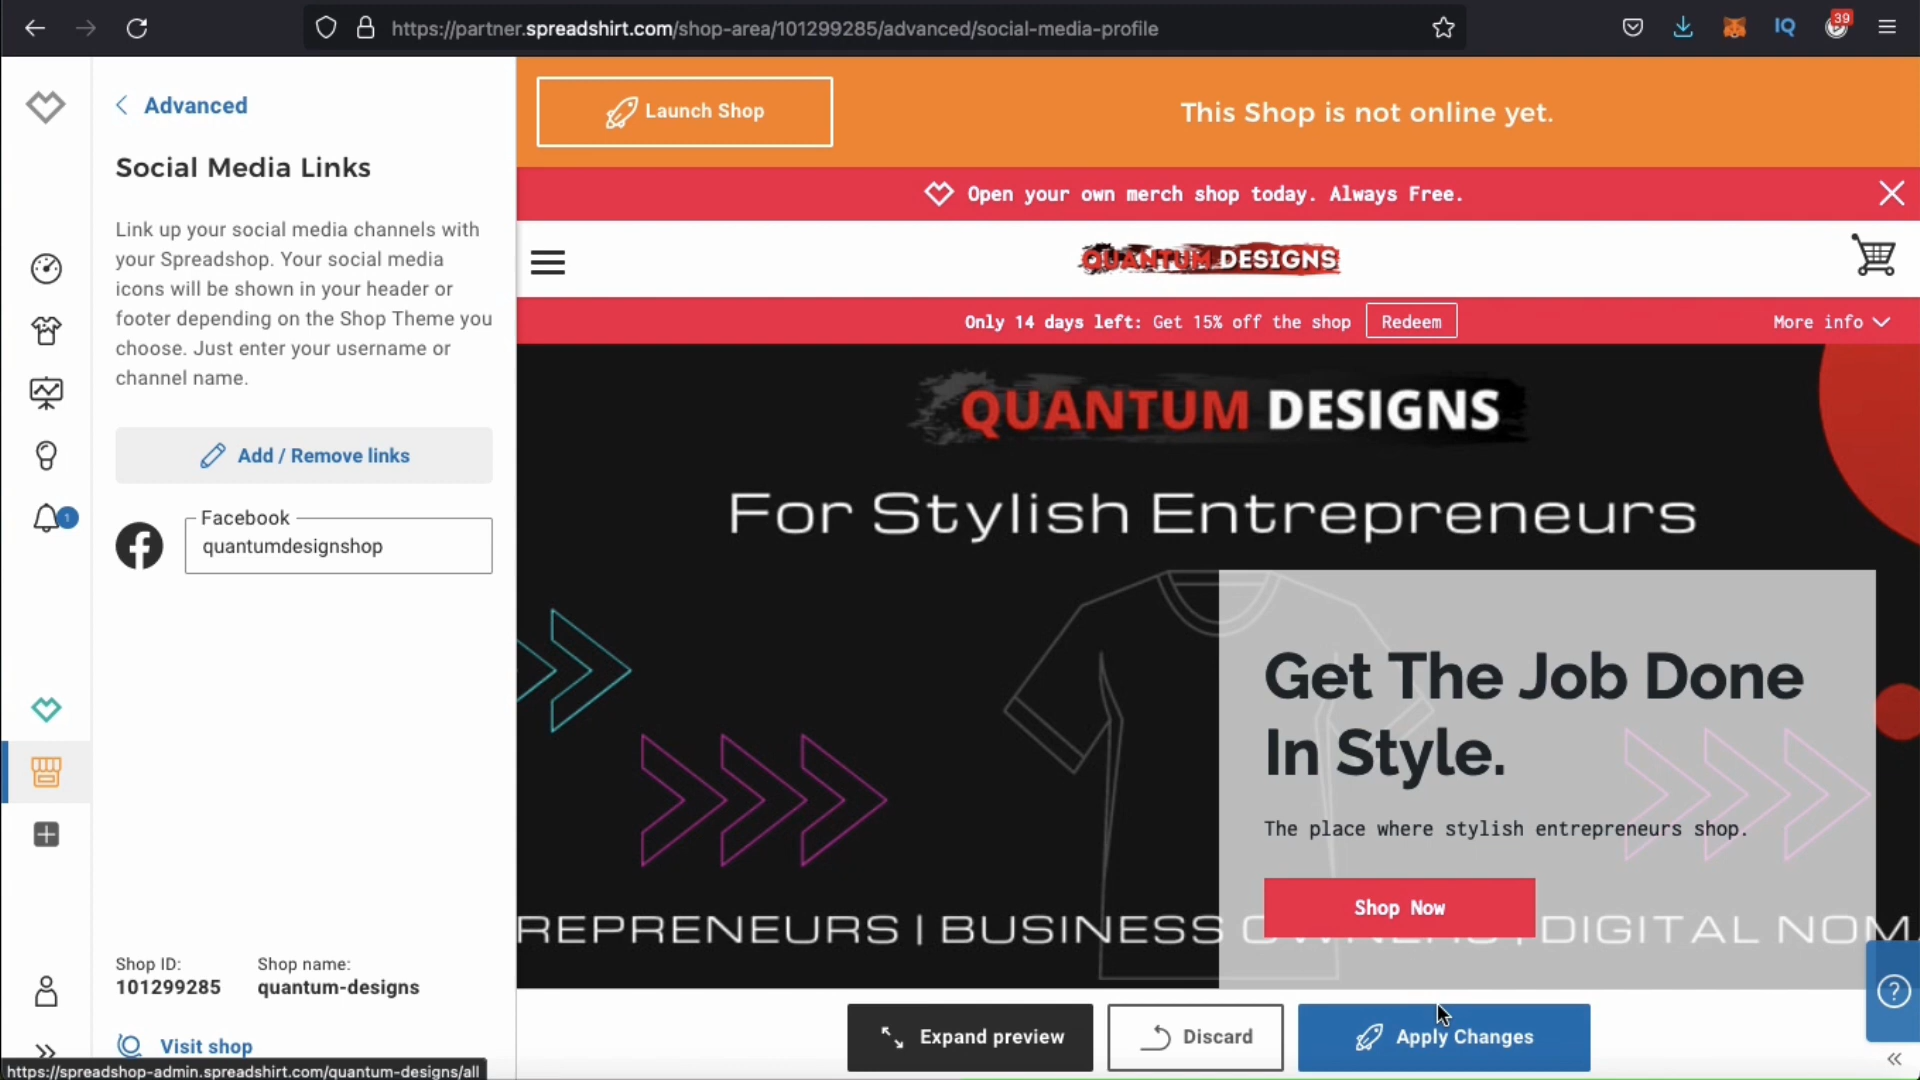 https://partner.spreadshirt.com/shop-area/101299285/advanced/social-media-profile
IQ
39
Advanced
Social Media Links
Link up your social media channels with
your Spreadshop. Your social media
icons will be shown in your header or
footer depending on the Shop Theme you
choose. Just enter your username or
channel name.
Add / Remove links
Facebook
quantumdesignshop
1
Shop ID:
101299285
Shop name:
quantum-designs
Visit shop
https://spreadshop-admin.spreadshirt.com/quantum-designs/all
Launch Shop
This Shop is not online yet.
Open your own merch shop today. Always Free.
QUANTUM DESIGNS
Only 14 days left: Get 15% off the shop
Redeem
More info
QUANTUM DESIGNS
For Stylish Entrepreneurs
Get The Job Done
In Style.
The place where stylish entrepreneurs shop.
Shop Now
REPRENEURS | BUSINESS OWNERS | DIGITAL NOM
Expand preview
Discard
Apply Changes
?